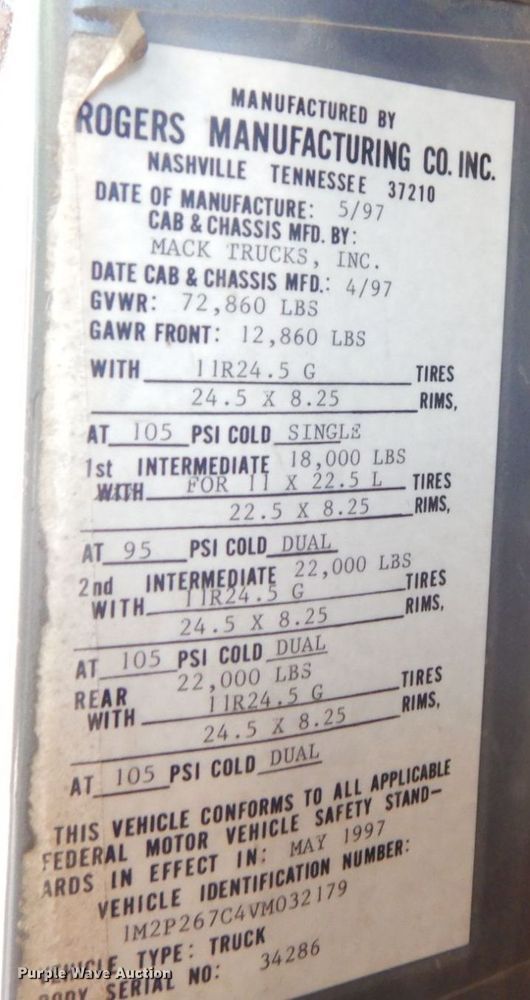 MANUFACTURED BY
ROGERS MANUFACTURING CO. INC.
NASHVILLE TENNESSEE 37210
DATE OF MANUFACTURE: 5/97
CAB & CHASSIS MFD. BY:
MACK TRUCKS, INC.
DATE CAB & CHASSIS MFD.: 4/97
GVWR: 72,860 LBS
GAWR FRONT: 12,860 LBS
WITH 11R24.5 G TIRES
24.5 X 8.25 RIMS,
AT 105 PSI COLD SINGLE
1st INTERMEDIATE 18,000 LBS
WITH FOR 11 X 22.5 L TIRES
22.5 X 8.25 RIMS,
AT 95 PSI COLD DUAL
2nd INTERMEDIATE 22,000 LBS
WITH 11R24.5 G TIRES
24.5 X 8.25 RIMS,
AT 105 PSI COLD DUAL
REAR 22,000 LBS
WITH 11R24.5 G TIRES
24.5 X 8.25 RIMS,
AT 105 PSI COLD DUAL
THIS VEHICLE CONFORMS TO ALL APPLICABLE
FEDERAL MOTOR VEHICLE SAFETY STAND-
ARDS IN EFFECT IN: MAY 1997
VEHICLE IDENTIFICATION NUMBER:
1M2P267C4VM032179
VEHICLE TYPE: TRUCK
BODY SERIAL NO: 34286
Purple Wave Auction